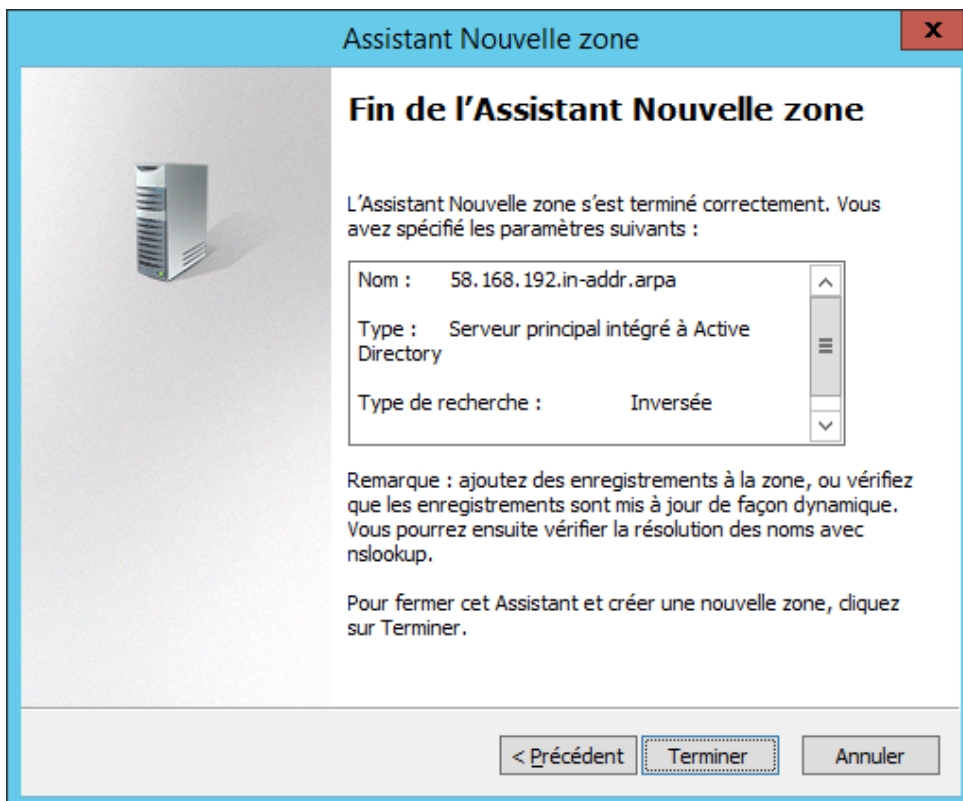 Assistant Nouvelle zone
x
Fin de l'Assistant Nouvelle zone
L'Assistant Nouvelle zone s'est terminé correctement. Vous
avez spécifié les paramètres suivants :
Nom : 58.168.192.in-addr.arpa
Type : Serveur principal intégré à Active
Directory
Type de recherche : Inversée
Remarque : ajoutez des enregistrements à la zone, ou vérifiez
que les enregistrements sont mis à jour de façon dynamique.
Vous pourrez ensuite vérifier la résolution des noms avec
nslookup.
Pour fermer cet Assistant et créer une nouvelle zone, cliquez
sur Terminer.
< Précédent Terminer Annuler